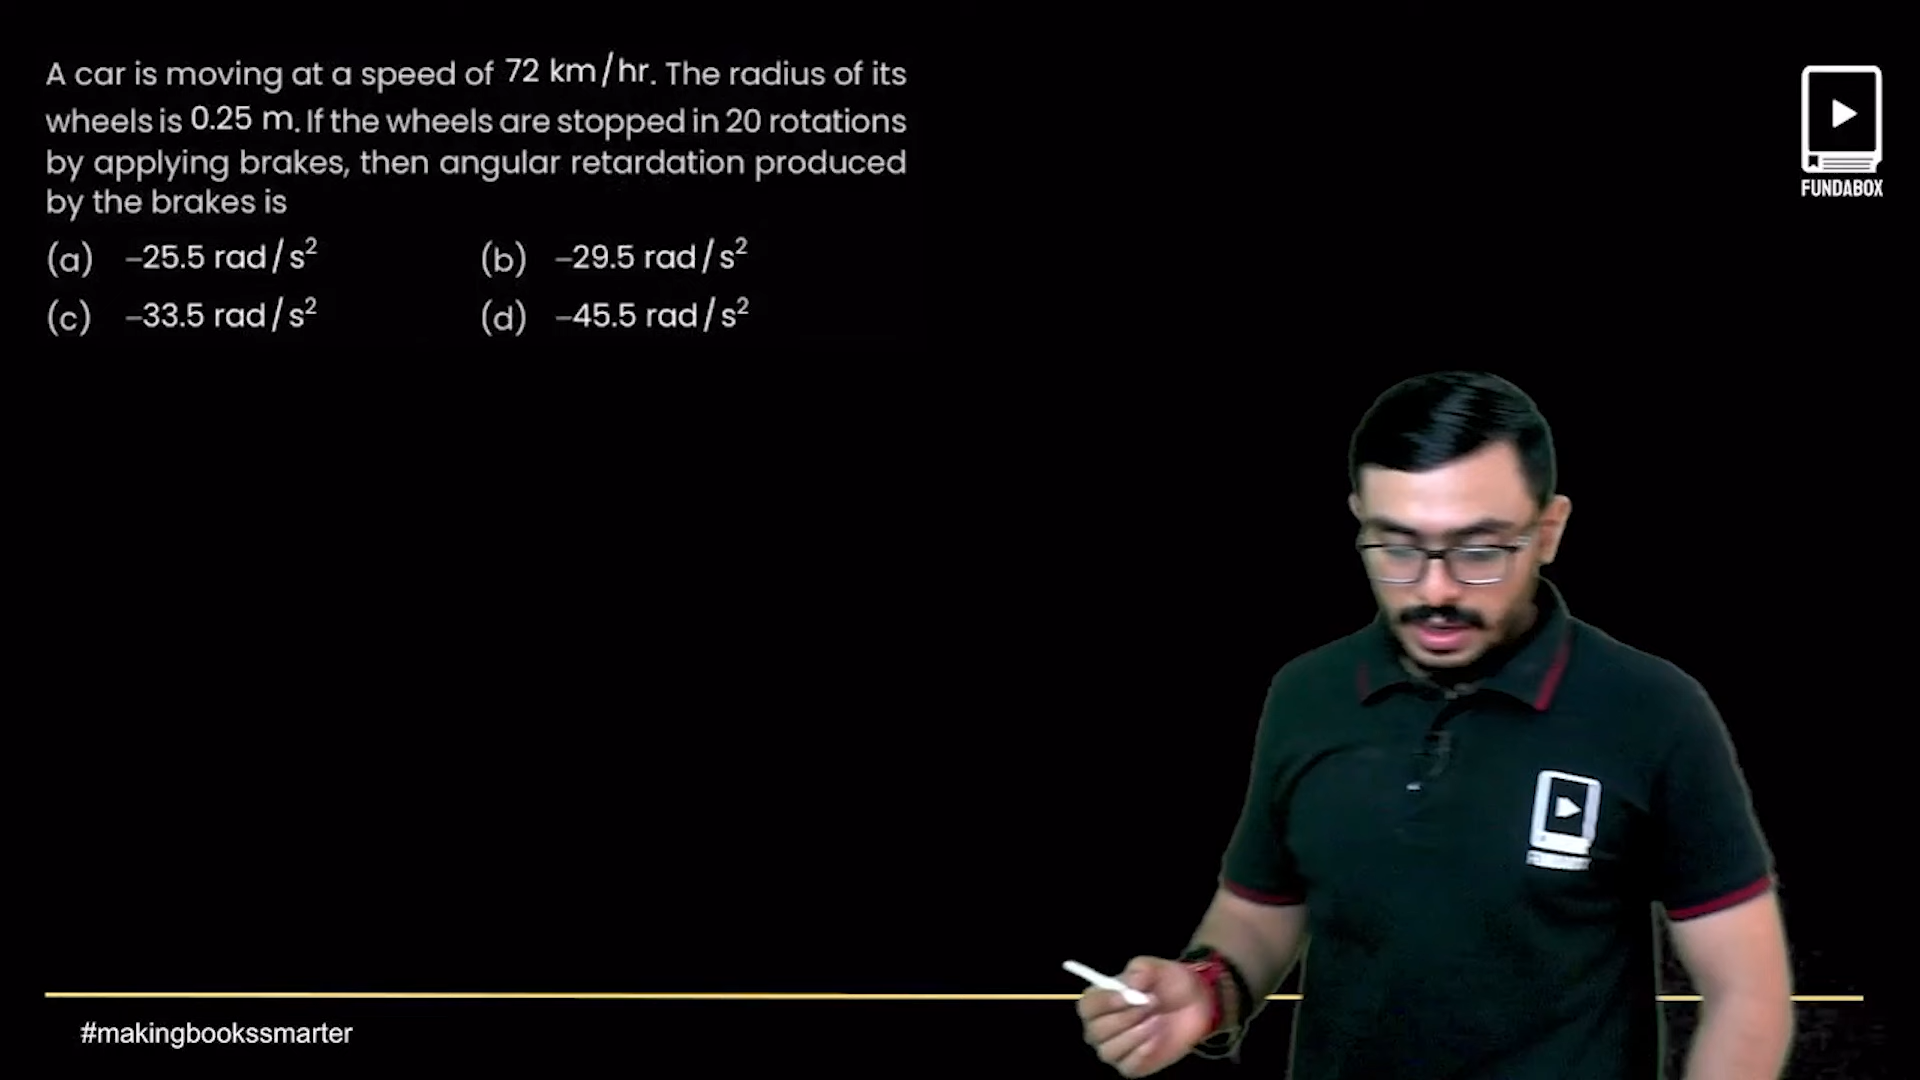 A car is moving at a speed of 72 km/hr. The radius of its
wheels is 0.25 m. If the wheels are stopped in 20 rotations
by applying brakes, then angular retardation produced
by the brakes is
(a) –25.5 rad/s² (b) –29.5 rad/s²
(c) –33.5 rad/s² (d) –45.5 rad/s²
FUNDABOX
#makingbookssmarter